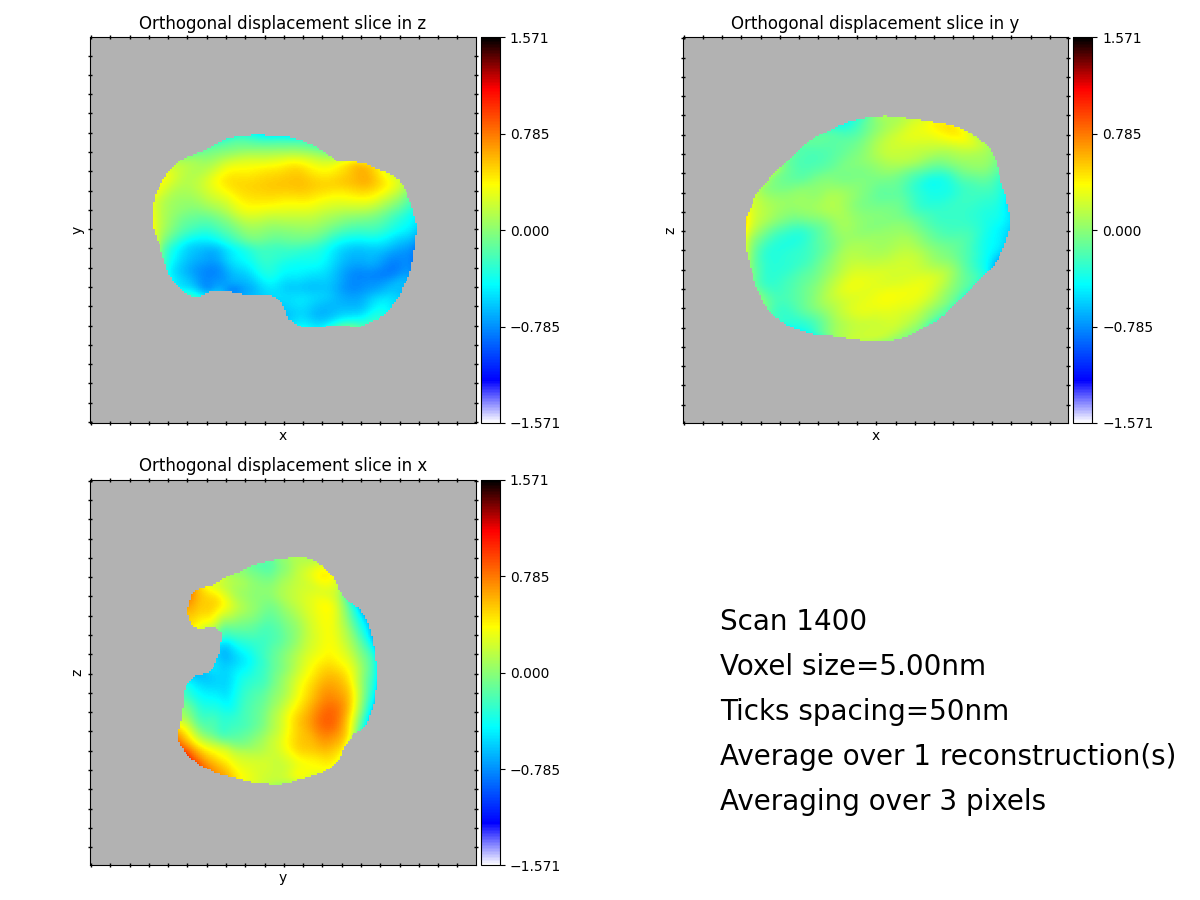 Orthogonal displacement slice in z
1.571
0.785
0.000
−0.785
−1.571
y
x
Orthogonal displacement slice in y
1.571
0.785
0.000
−0.785
−1.571
z
x
Orthogonal displacement slice in x
1.571
0.785
0.000
−0.785
−1.571
z
y
Scan 1400
Voxel size=5.00nm
Ticks spacing=50nm
Average over 1 reconstruction(s)
Averaging over 3 pixels